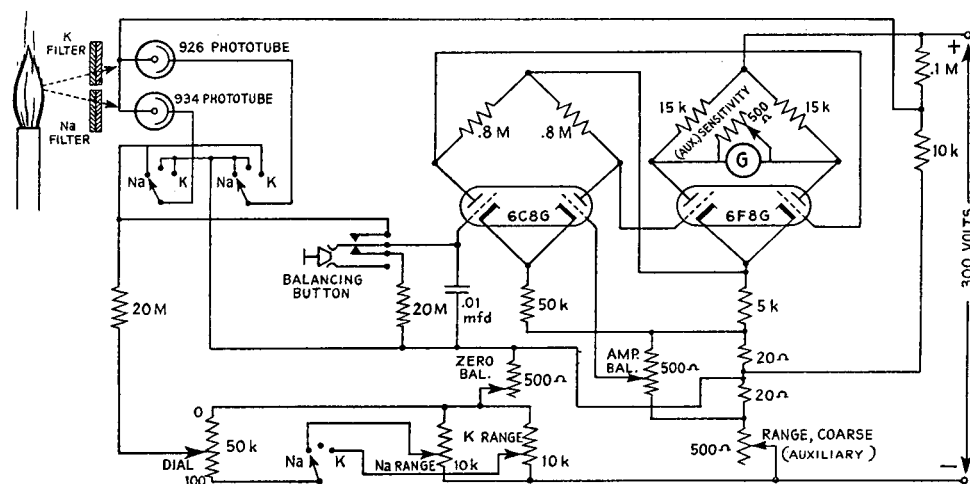 K
FILTER
926 PHOTOTUBE
934 PHOTOTUBE
Na
FILTER
Na
K
Na
K
.8 M
.8 M
15 k
(AUX.) SENSITIVITY
500
Ω
15 k
G
+
.1 M
10 k
6C8G
6F8G
300 VOLTS
BALANCING
BUTTON
20 M
20 M
.01
mfd
50 k
5 k
ZERO
BAL.
500 Ω
AMP.
BAL.
500 Ω
20 Ω
20 Ω
0
50 k
DIAL
100
Na
K
Na RANGE
10 k
K RANGE
10 k
500 Ω
RANGE, COARSE
(AUXILIARY)
−